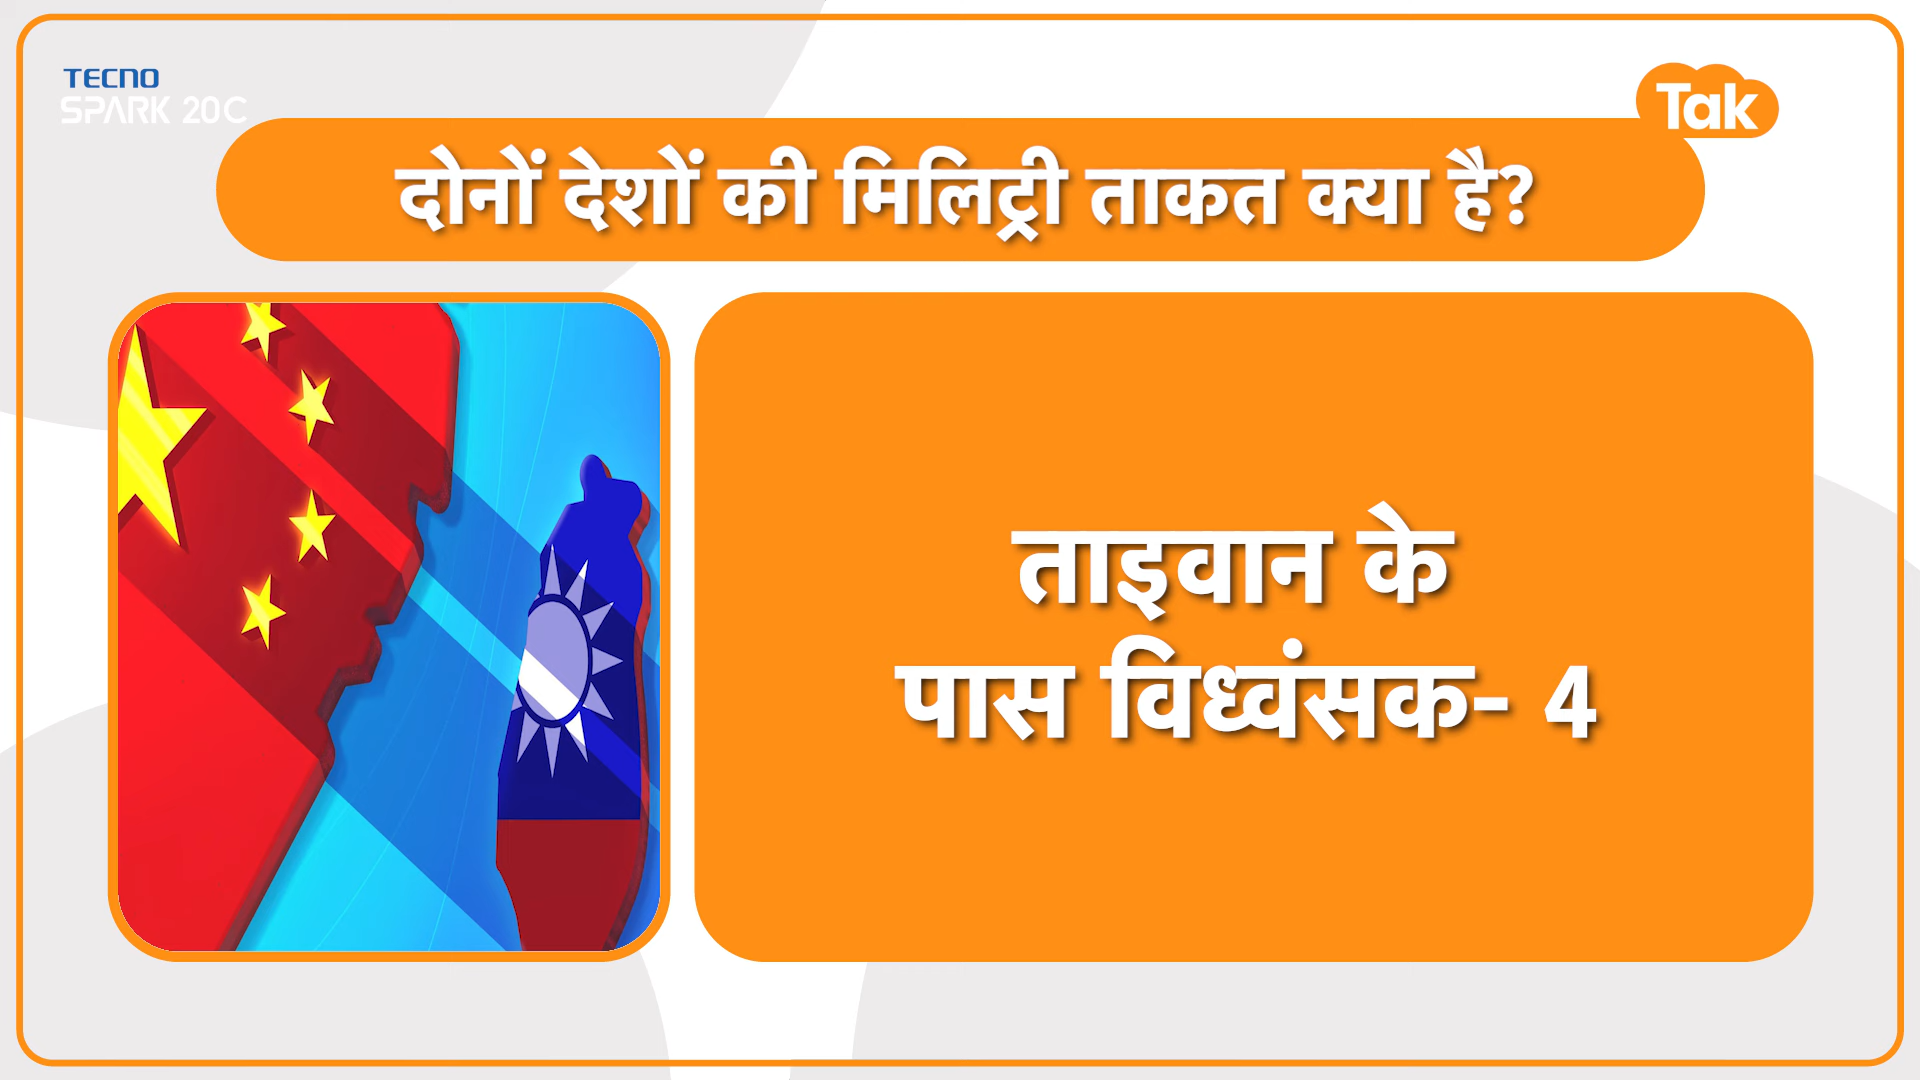 TECNO
SPARK 20C
Tak
दोनों देशों की मिलिट्री ताकत क्या है?
ताइवान के
पास विध्वंसक- 4